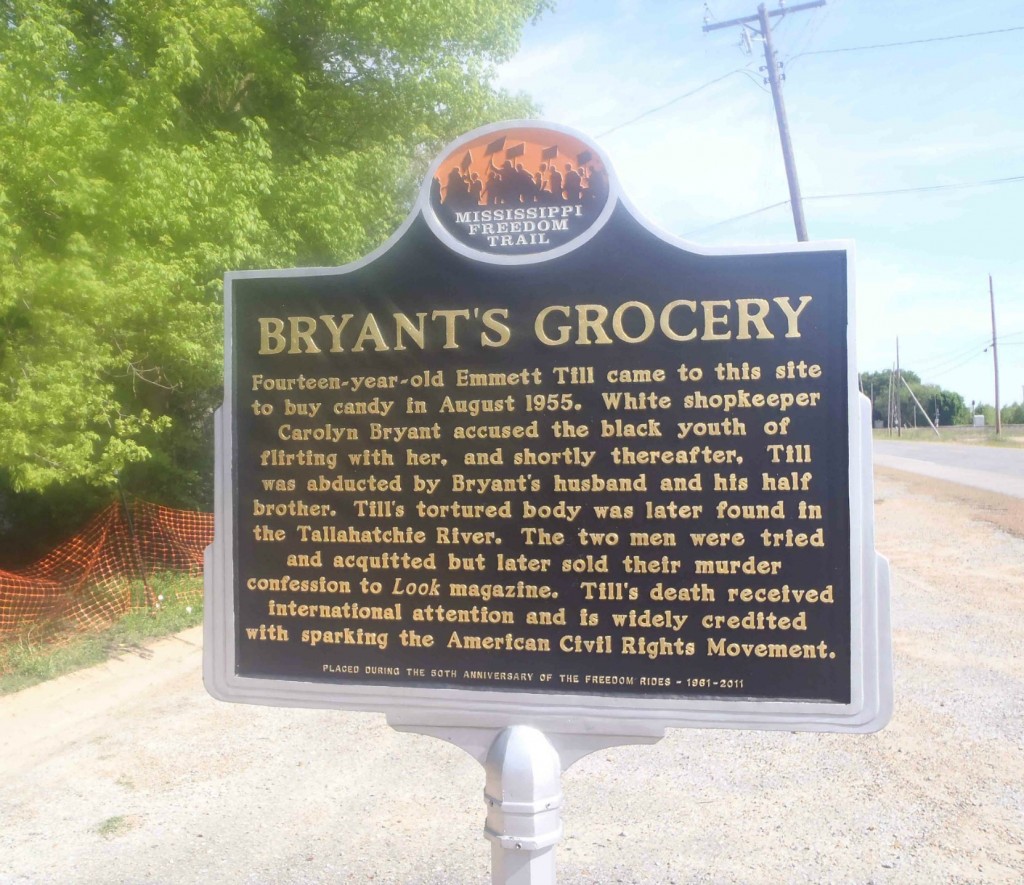 MISSISSIPPI
FREEDOM
TRAIL
BRYANT'S GROCERY
Fourteen-year-old Emmett Till came to this site
to buy candy in August 1955. White shopkeeper
Carolyn Bryant accused the black youth of
flirting with her, and shortly thereafter, Till
was abducted by Bryant's husband and his half
brother. Till's tortured body was later found in
the Tallahatchie River. The two men were tried
and acquitted but later sold their murder
confession to Look magazine. Till's death received
international attention and is widely credited
with sparking the American Civil Rights Movement.
PLACED DURING THE 50TH ANNIVERSARY OF THE FREEDOM RIDES - 1961-2011